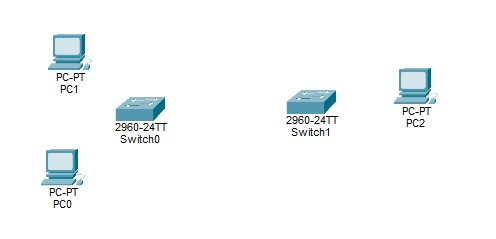 PC-PT
PC1
2960-24TT
Switch0
2960-24TT
Switch1
PC-PT
PC2
PC-PT
PC0